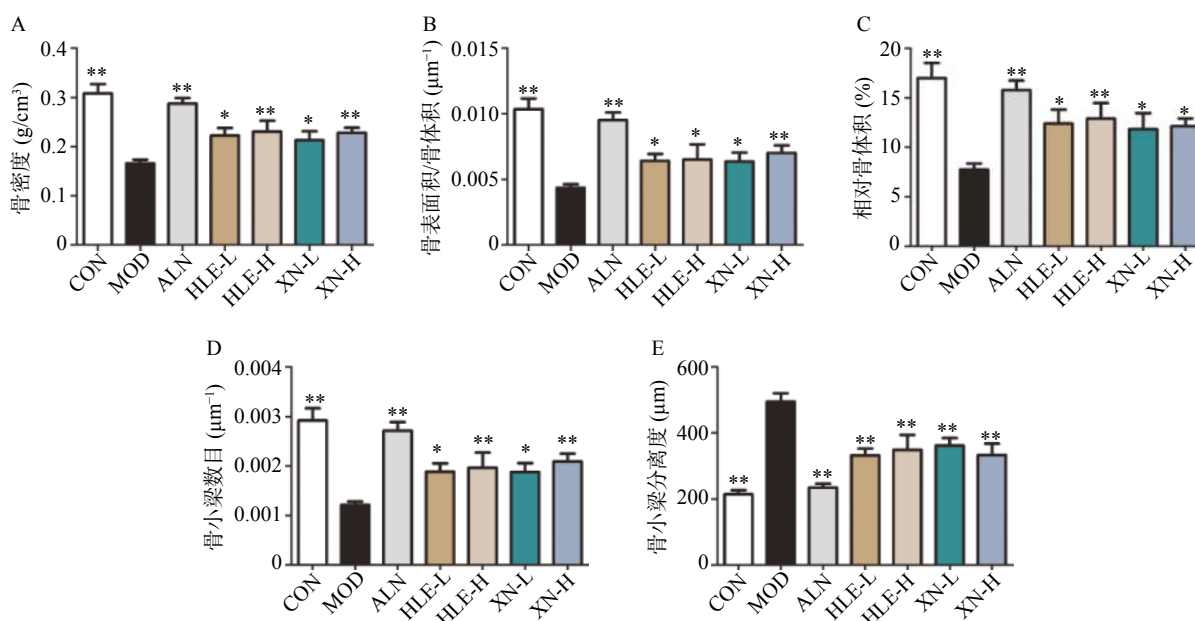 A
骨密度 (g/cm³)
0.4
0.3
0.2
0.1
0
**
**
*
**
*
**
CON
MOD
ALN
HLE-L
HLE-H
XN-L
XN-H
B
骨表面积/骨体积 (μm⁻¹)
0.015
0.010
0.005
0
**
**
*
*
*
**
CON
MOD
ALN
HLE-L
HLE-H
XN-L
XN-H
C
相对骨体积 (%)
20
15
10
5
0
**
**
*
**
*
*
CON
MOD
ALN
HLE-L
HLE-H
XN-L
XN-H
D
骨小梁数目 (μm⁻¹)
0.004
0.003
0.002
0.001
0
**
**
*
**
*
**
CON
MOD
ALN
HLE-L
HLE-H
XN-L
XN-H
E
骨小梁分离度 (μm)
600
400
200
0
**
**
**
**
**
**
CON
MOD
ALN
HLE-L
HLE-H
XN-L
XN-H